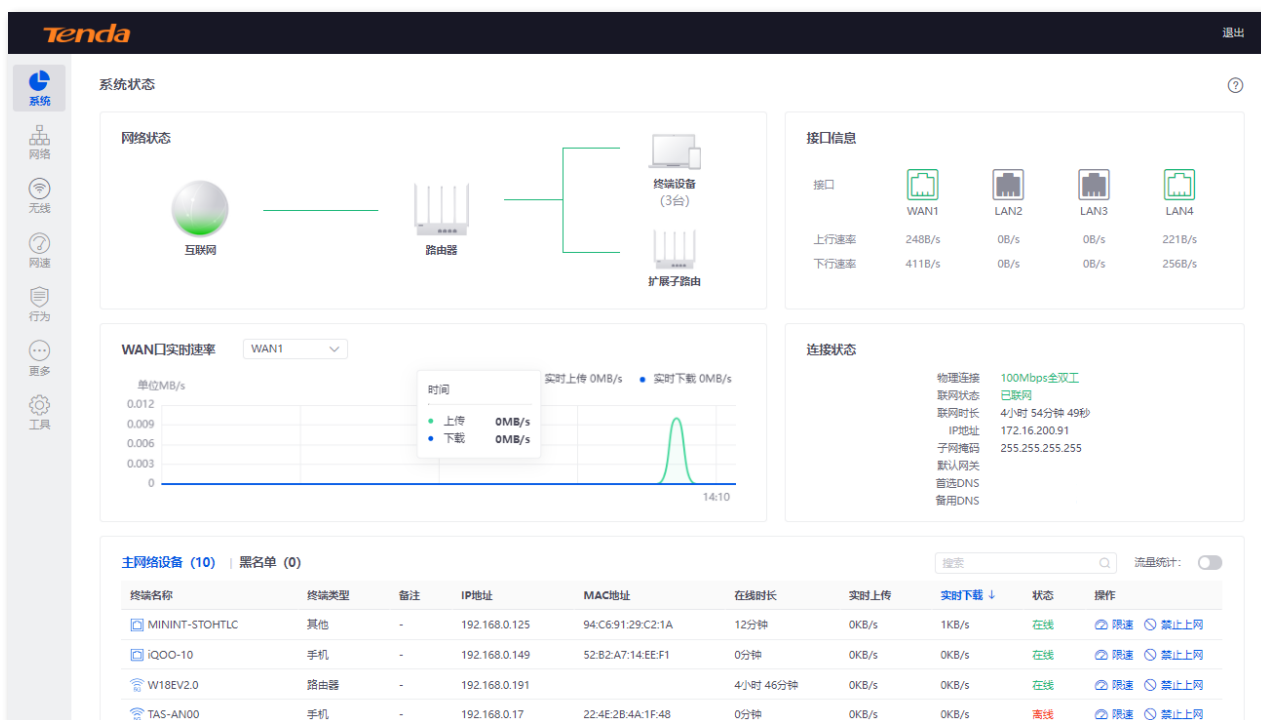 Tenda
退出
系统
网络
无线
网速
行为
更多
工具
系统状态
网络状态
互联网
路由器
终端设备
(3台)
扩展子路由
接口信息
接口 WAN1 LAN2 LAN3 LAN4
上行速率 248B/s 0B/s 0B/s 221B/s
下行速率 411B/s 0B/s 0B/s 256B/s
WAN口实时速率 WAN1
单位MB/s
实时上传 0MB/s 实时下载 0MB/s
时间
上传 0MB/s
下载 0MB/s
0.012
0.009
0.006
0.003
0
14:10
连接状态
物理连接 100Mbps全双工
联网状态 已联网
联网时长 4小时 54分钟 49秒
IP地址 172.16.200.91
子网掩码 255.255.255.255
默认网关
首选DNS
备用DNS
主网络设备 (10) | 黑名单 (0)
搜索 流量统计:
终端名称 终端类型 备注 IP地址 MAC地址 在线时长 实时上传 实时下载 ↓ 状态 操作
MININT-STOHTLC 其他 - 192.168.0.125 94:C6:91:29:C2:1A 12分钟 0KB/s 1KB/s 在线 限速 禁止上网
iQOO-10 手机 - 192.168.0.149 52:B2:A7:14:EE:F1 0分钟 0KB/s 0KB/s 在线 限速 禁止上网
5G W18EV2.0 路由器 - 192.168.0.191 4小时 46分钟 0KB/s 0KB/s 在线 限速 禁止上网
5G TAS-AN00 手机 - 192.168.0.17 22:4E:2B:4A:1F:48 0分钟 0KB/s 0KB/s 离线 限速 禁止上网